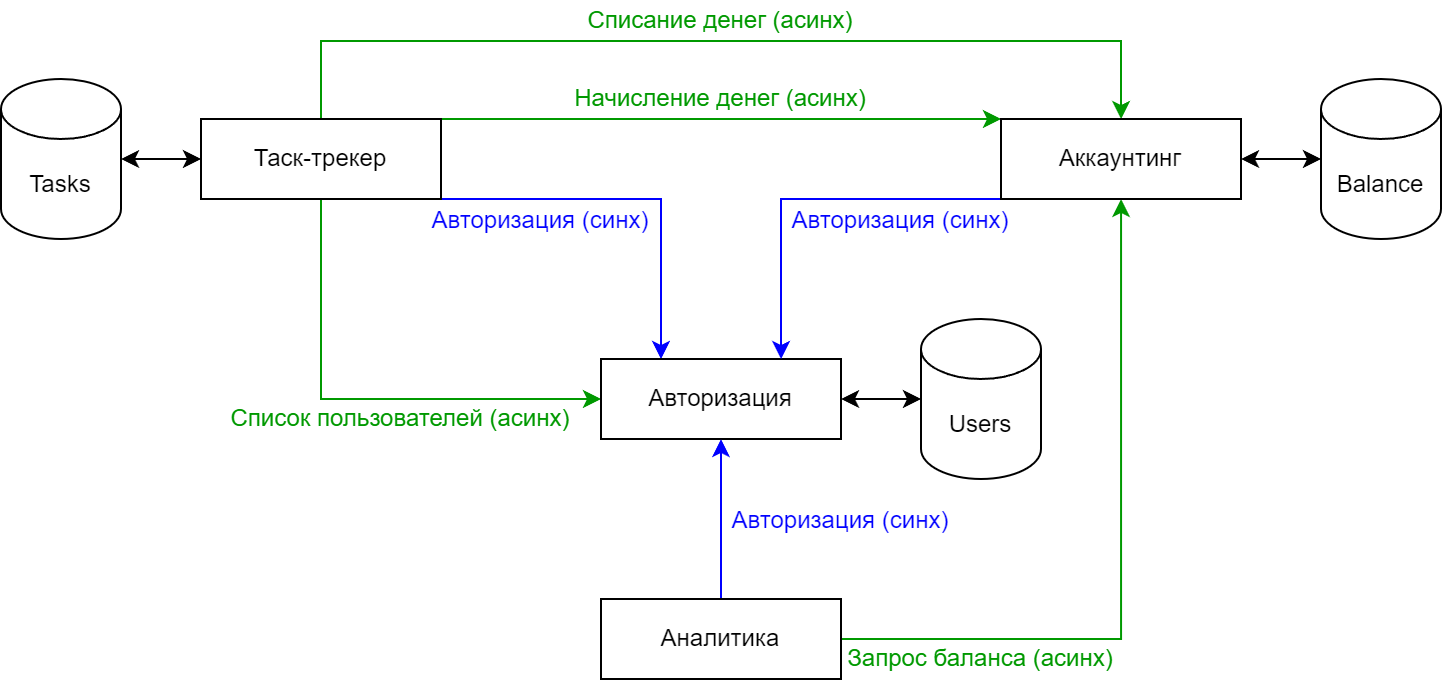 Списание денег (асинх)
Начисление денег (асинх)
Tasks
Таск-трекер
Аккаунтинг
Balance
Авторизация (синх)
Авторизация (синх)
Авторизация
Users
Список пользователей (асинх)
Авторизация (синх)
Аналитика
Запрос баланса (асинх)